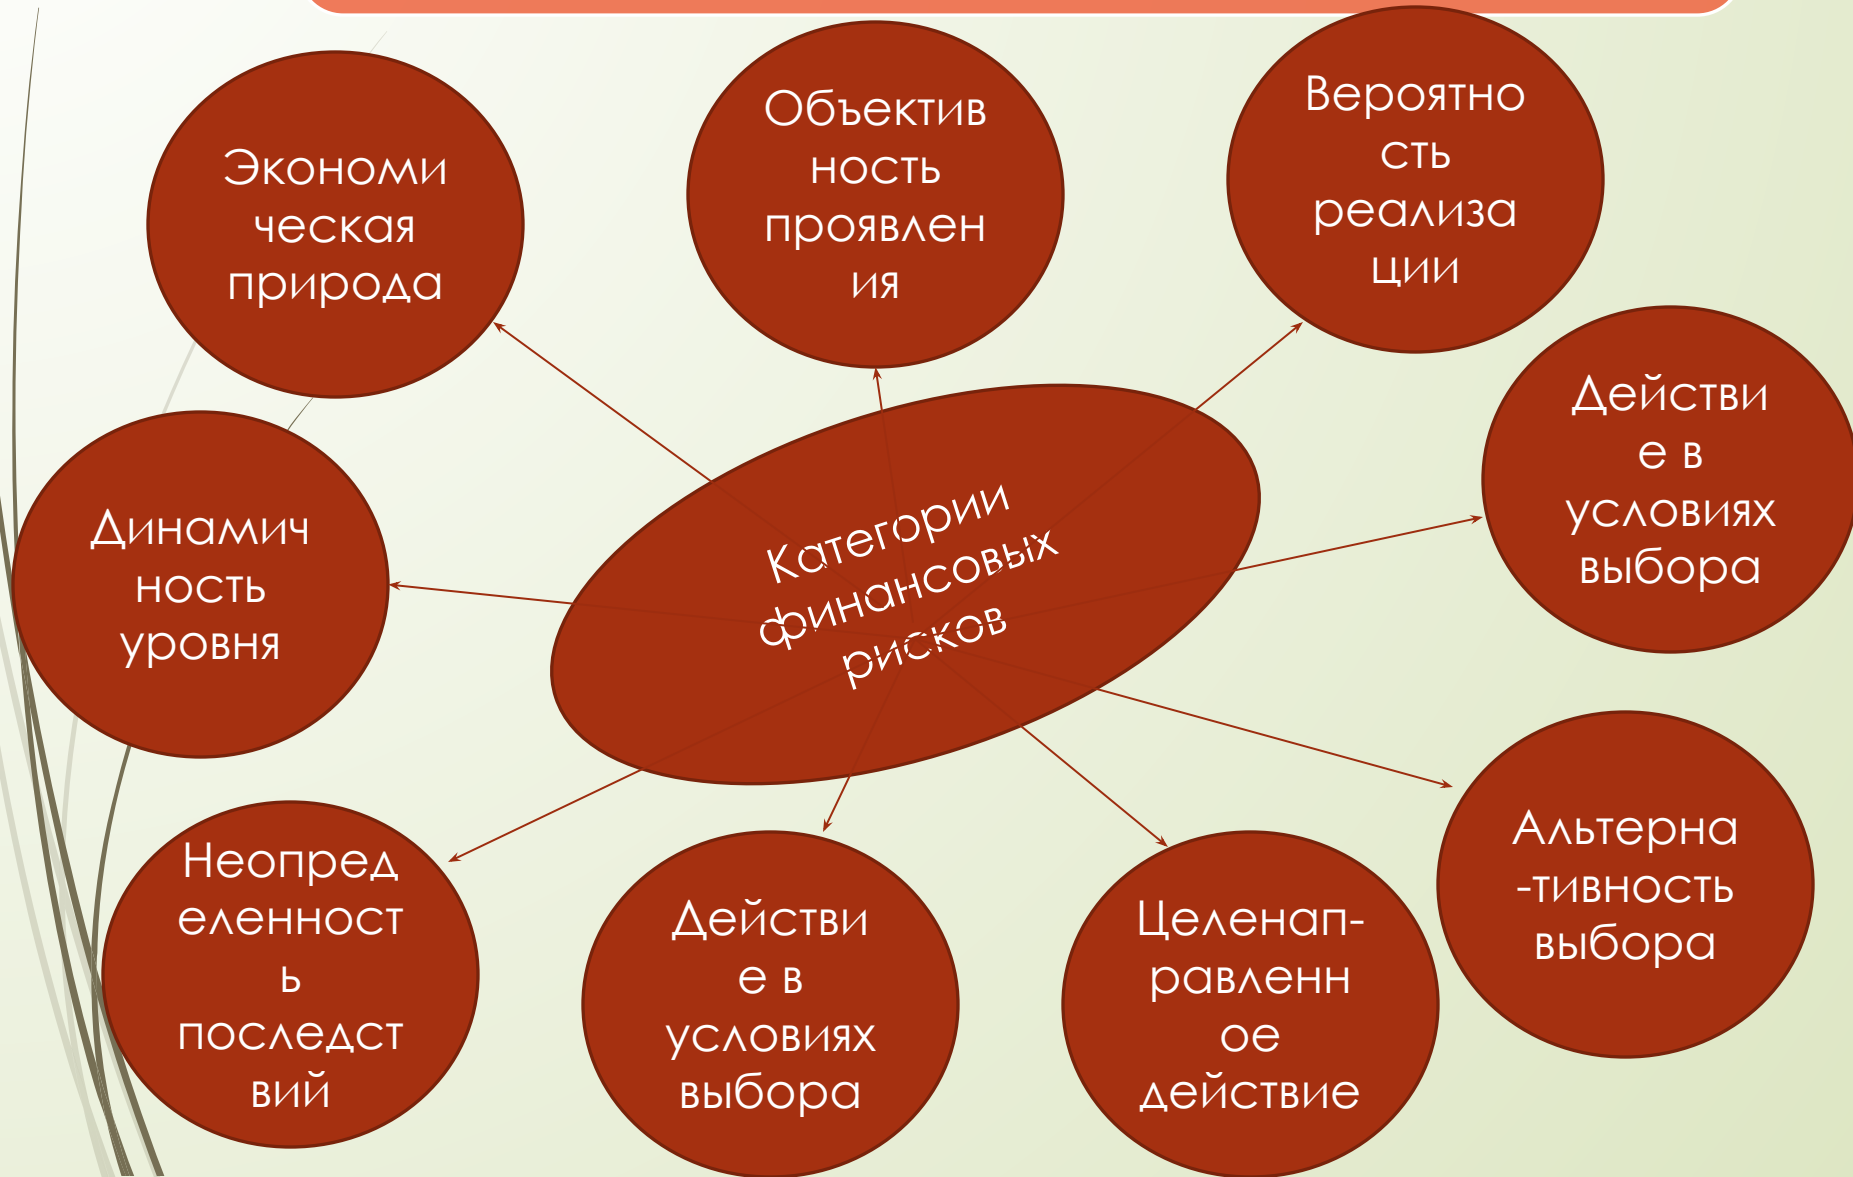 Экономи
ческая
природа
Объектив
ность
проявлен
ия
Вероятно
сть
реализа
ции
Действи
е в
условиях
выбора
Динамич
ность
уровня
Категории
финансовых
рисков
Альтерна
-тивность
выбора
Неопред
еленност
ь
последст
вий
Действи
е в
условиях
выбора
Целенап-
равленн
ое
действие